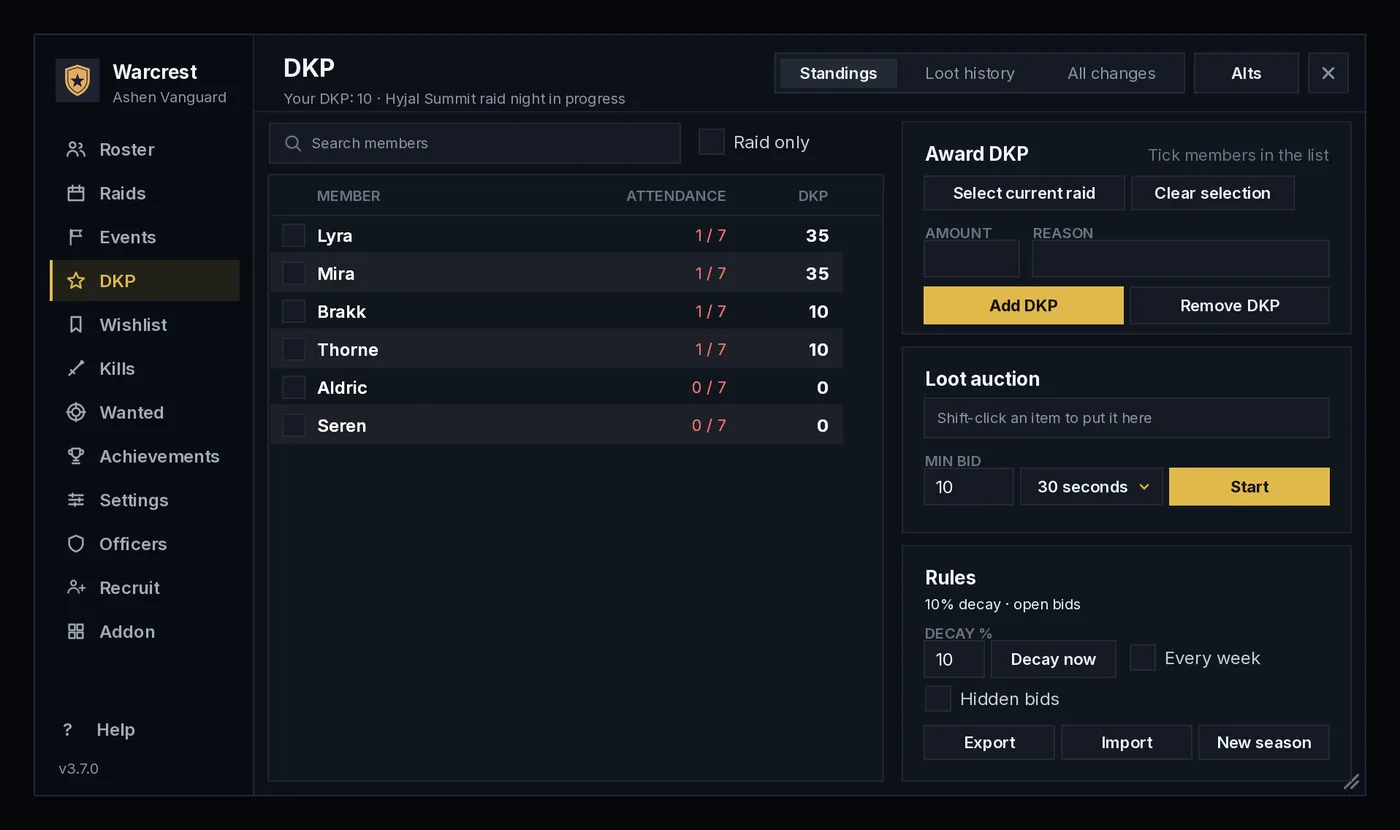 Warcrest
Ashen Vanguard
Roster
Raids
Events
DKP
Wishlist
Kills
Wanted
Achievements
Settings
Officers
Recruit
Addon
? Help
v3.7.0
DKP
Your DKP: 10 · Hyjal Summit raid night in progress
Standings Loot history All changes Alts
Search members Raid only
MEMBER ATTENDANCE DKP
Lyra 1 / 7 35
Mira 1 / 7 35
Brakk 1 / 7 10
Thorne 1 / 7 10
Aldric 0 / 7 0
Seren 0 / 7 0
Award DKP Tick members in the list
Select current raid Clear selection
AMOUNT REASON
Add DKP Remove DKP
Loot auction
Shift-click an item to put it here
MIN BID
10 30 seconds Start
Rules
10% decay · open bids
DECAY %
10 Decay now Every week
Hidden bids
Export Import New season